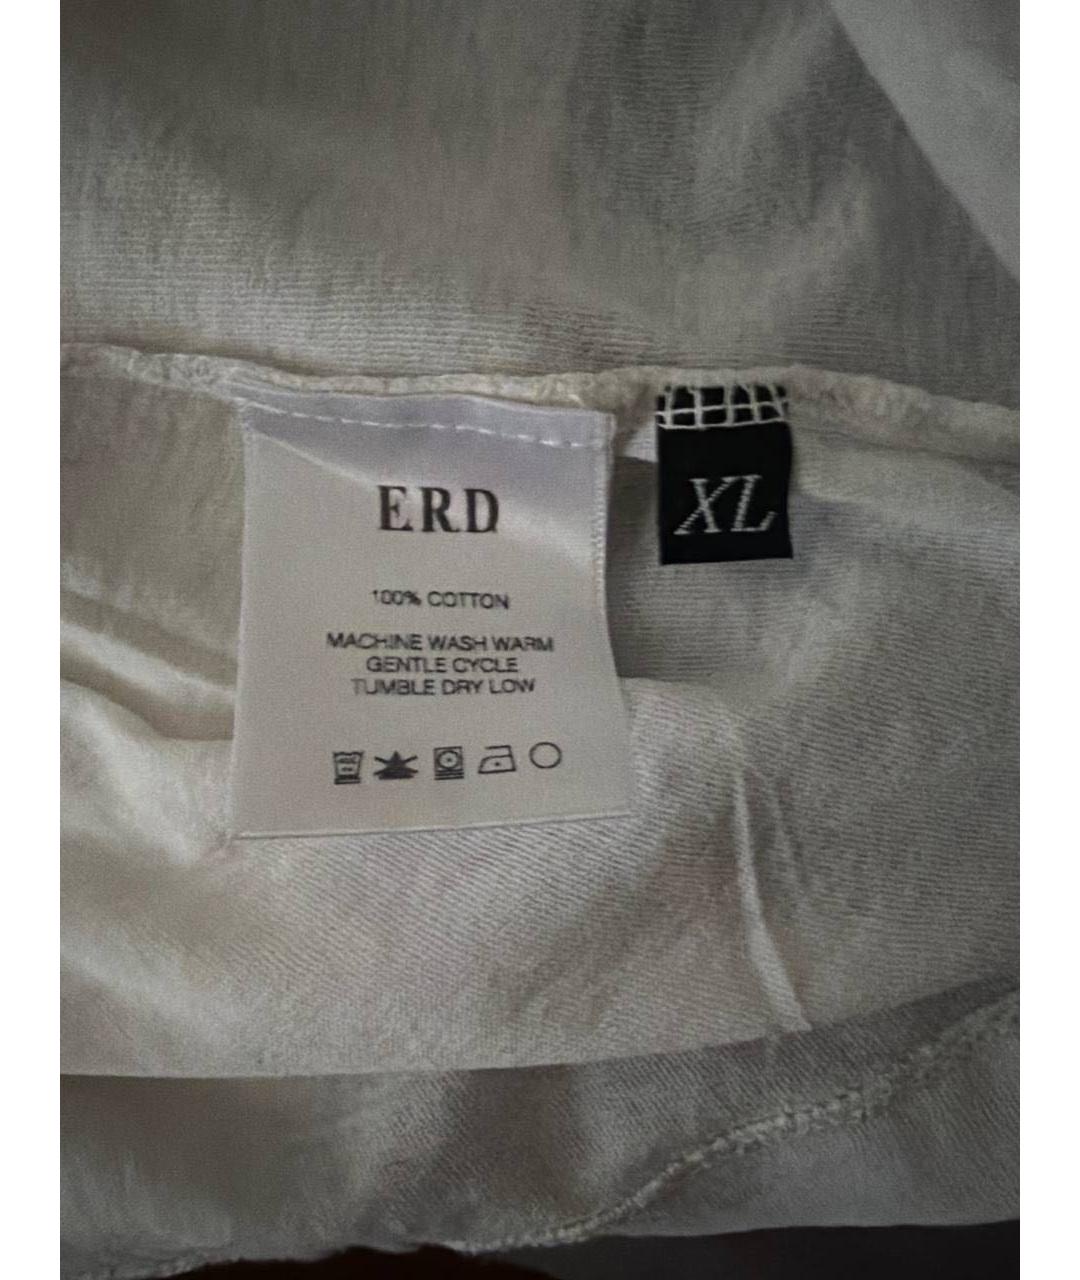 ERD
XL
100% COTTON
MACHINE WASH WARM
GENTLE CYCLE
TUMBLE DRY LOW